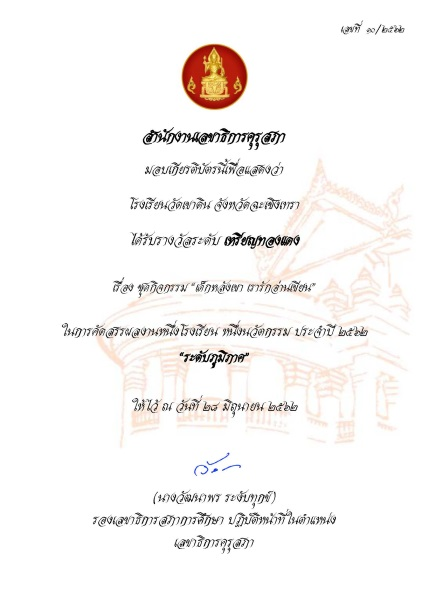 เลขที่ ๑๐/๒๕๖๒
สำนักงานเลขาธิการคุรุสภา
มอบเกียรติบัตรนี้เพื่อแสดงว่า
โรงเรียนวัดเขาดิน จังหวัดฉะเชิงเทรา
ได้รับรางวัลระดับ เหรียญทองแดง
เรื่อง ชุดกิจกรรม "เด็กหลังเขา เรารักอ่านเขียน"
ในการคัดสรรผลงานหนึ่งโรงเรียน หนึ่งนวัตกรรม ประจำปี ๒๕๖๒
"ระดับภูมิภาค"
ให้ไว้ ณ วันที่ ๒๘ มิถุนายน ๒๕๖๒
(นางวัฒนาพร ระงับทุกข์)
รองเลขาธิการสภาการศึกษา ปฏิบัติหน้าที่ในตำแหน่ง
เลขาธิการคุรุสภา